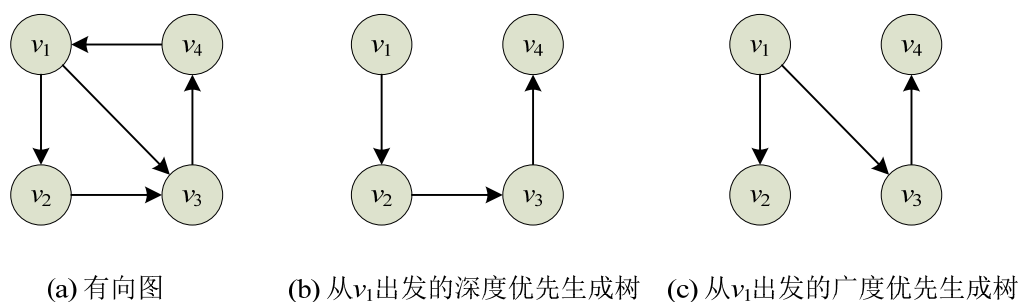 v1 v4 v1 v4 v1 v4
v2 v3 v2 v3 v2 v3
(a) 有向图 (b) 从v1出发的深度优先生成树 (c) 从v1出发的广度优先生成树